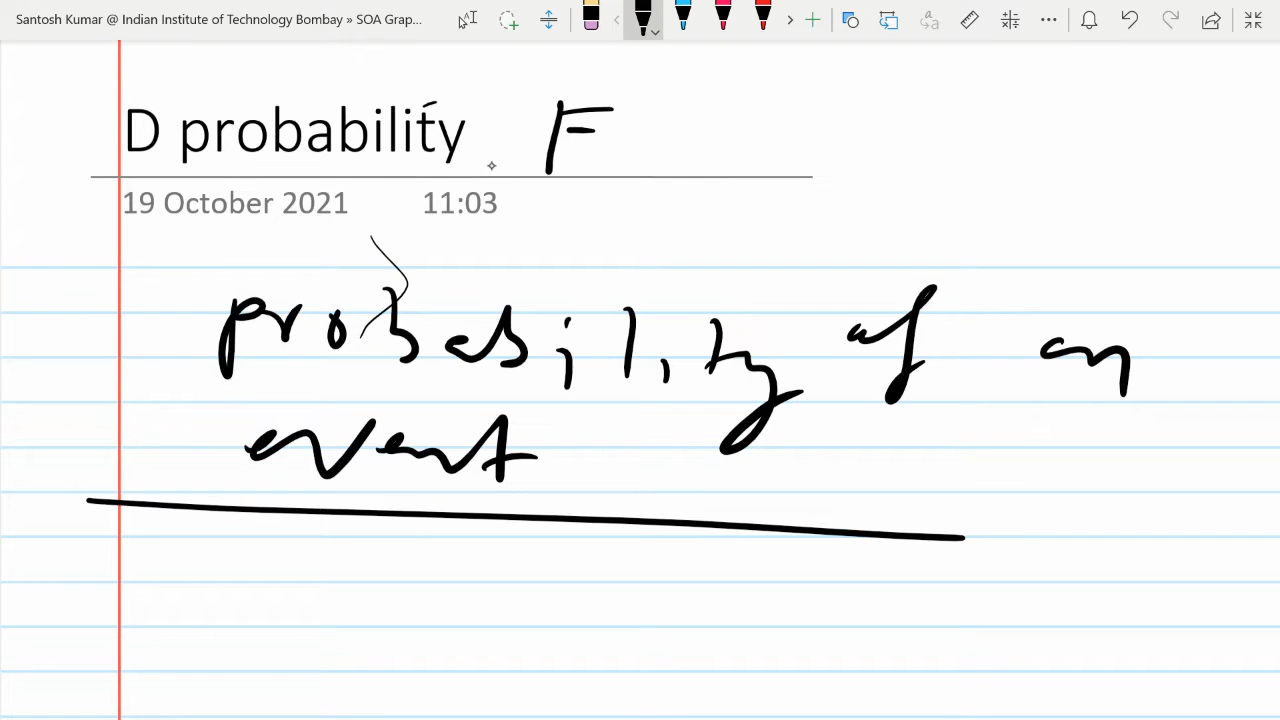 Santosh Kumar @ Indian Institute of Technology Bombay » SOA Grap...
D probability F
19 October 2021 11:03
probability of an
event